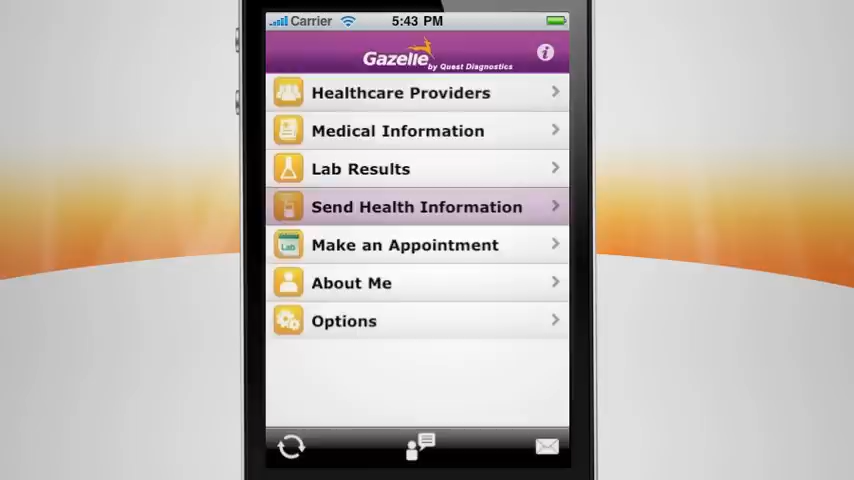 Carrier 5:43 PM
Gazelle
by Quest Diagnostics
i
Healthcare Providers
Medical Information
Lab Results
Send Health Information
Lab Make an Appointment
About Me
Options